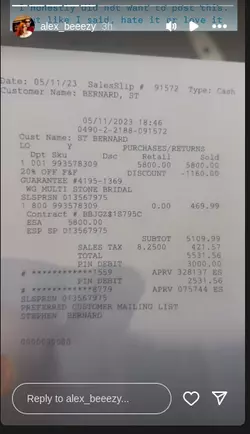 I honestly did not want to post this.
But like I said, hate it or love it
alex_beeezy 3h
Date: 05/11/23 SalesSlip # 91572 Type: Cash
Customer Name: BERNARD, ST
05/11/2023 18:46
0490-2-2188-091572
Cust Name: ST BERNARD
LO Y PURCHASES/RETURNS
Dpt Sku Dsc Retail Sold
1 001 993578309 5800.00 5800.00
20% OFF F&F DISCOUNT -1160.00
GUARANTEE #4195-1369
WG MULTI STONE BRIDAL
SLSPRSN 013567975
1 800 993578309 0.00 469.99
Contract # BBJO2218795C
ESA 5800.00
ESP SP 013567975
SUBTOT 5109.99
SALES TAX 8.2500 421.57
TOTAL 5531.56
PIN DEBIT 3000.00
# ************1559 APRV 328137 ES
PIN DEBIT 2531.56
# ************8779 APRV 075744 ES
SLSPRSN 013567975
PREFERRED CUSTOMER MAILING LIST
STEPHEN BERNARD
Reply to alex_beeezy...